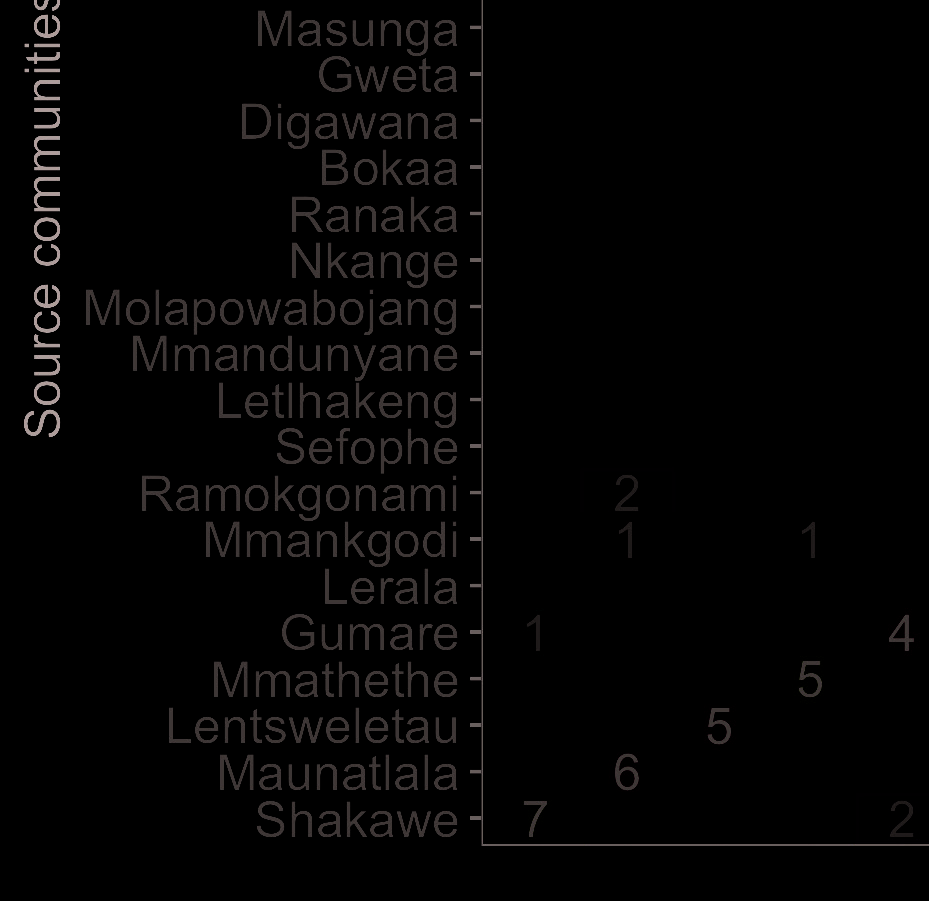 Source communities
Masunga
Gweta
Digawana
Bokaa
Ranaka
Nkange
Molapowabojang
Mmandunyane
Letlhakeng
Sefophe
Ramokgonami 2
Mmankgodi 1 1
Lerala
Gumare 1 4
Mmathethe 5
Lentsweletau 5
Maunatlala 6
Shakawe 7 2